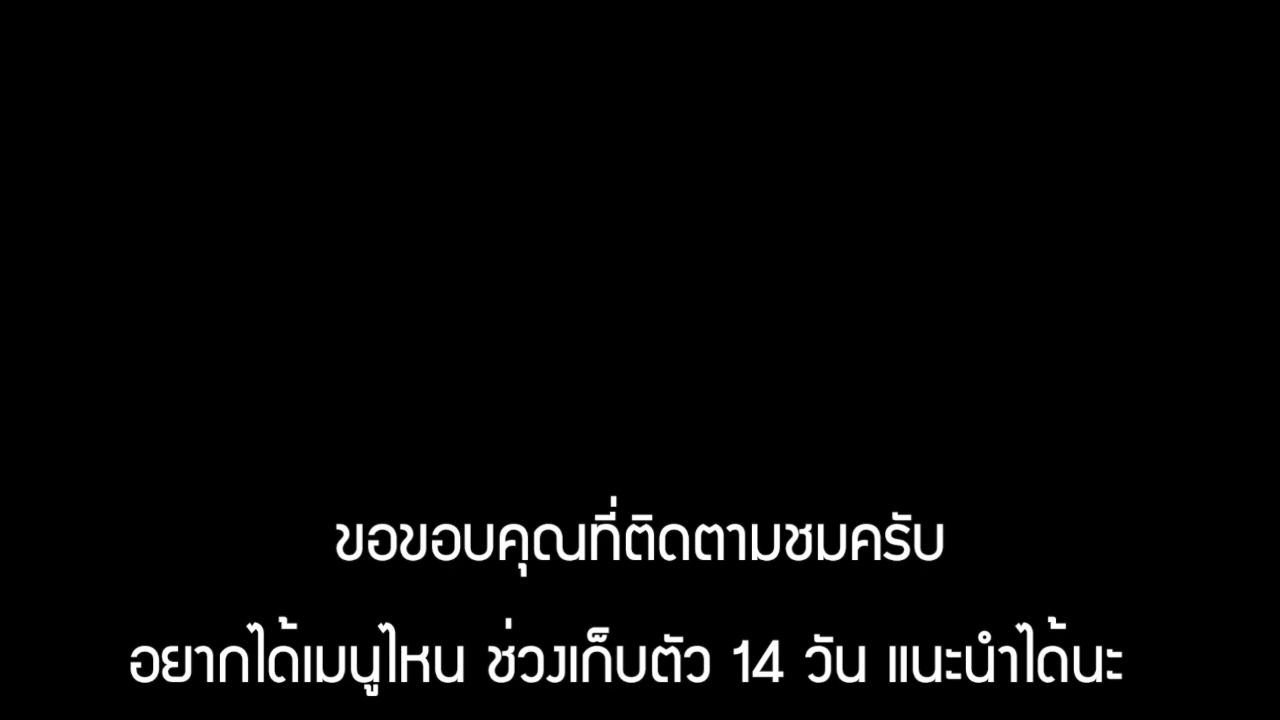 ขอขอบคุณที่ติดตามชมครับ
อยากได้เมนูไหน ช่วงเก็บตัว 14 วัน แนะนำได้นะ